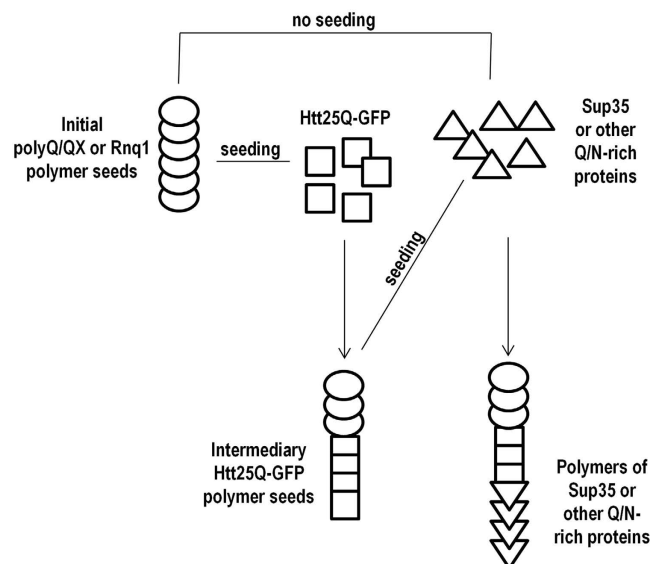 no seeding
Initial
polyQ/QX or Rnq1
polymer seeds
seeding
Htt25Q-GFP
Sup35
or other
Q/N-rich
proteins
seeding
Intermediary
Htt25Q-GFP
polymer seeds
Polymers of
Sup35 or
other Q/N-
rich proteins